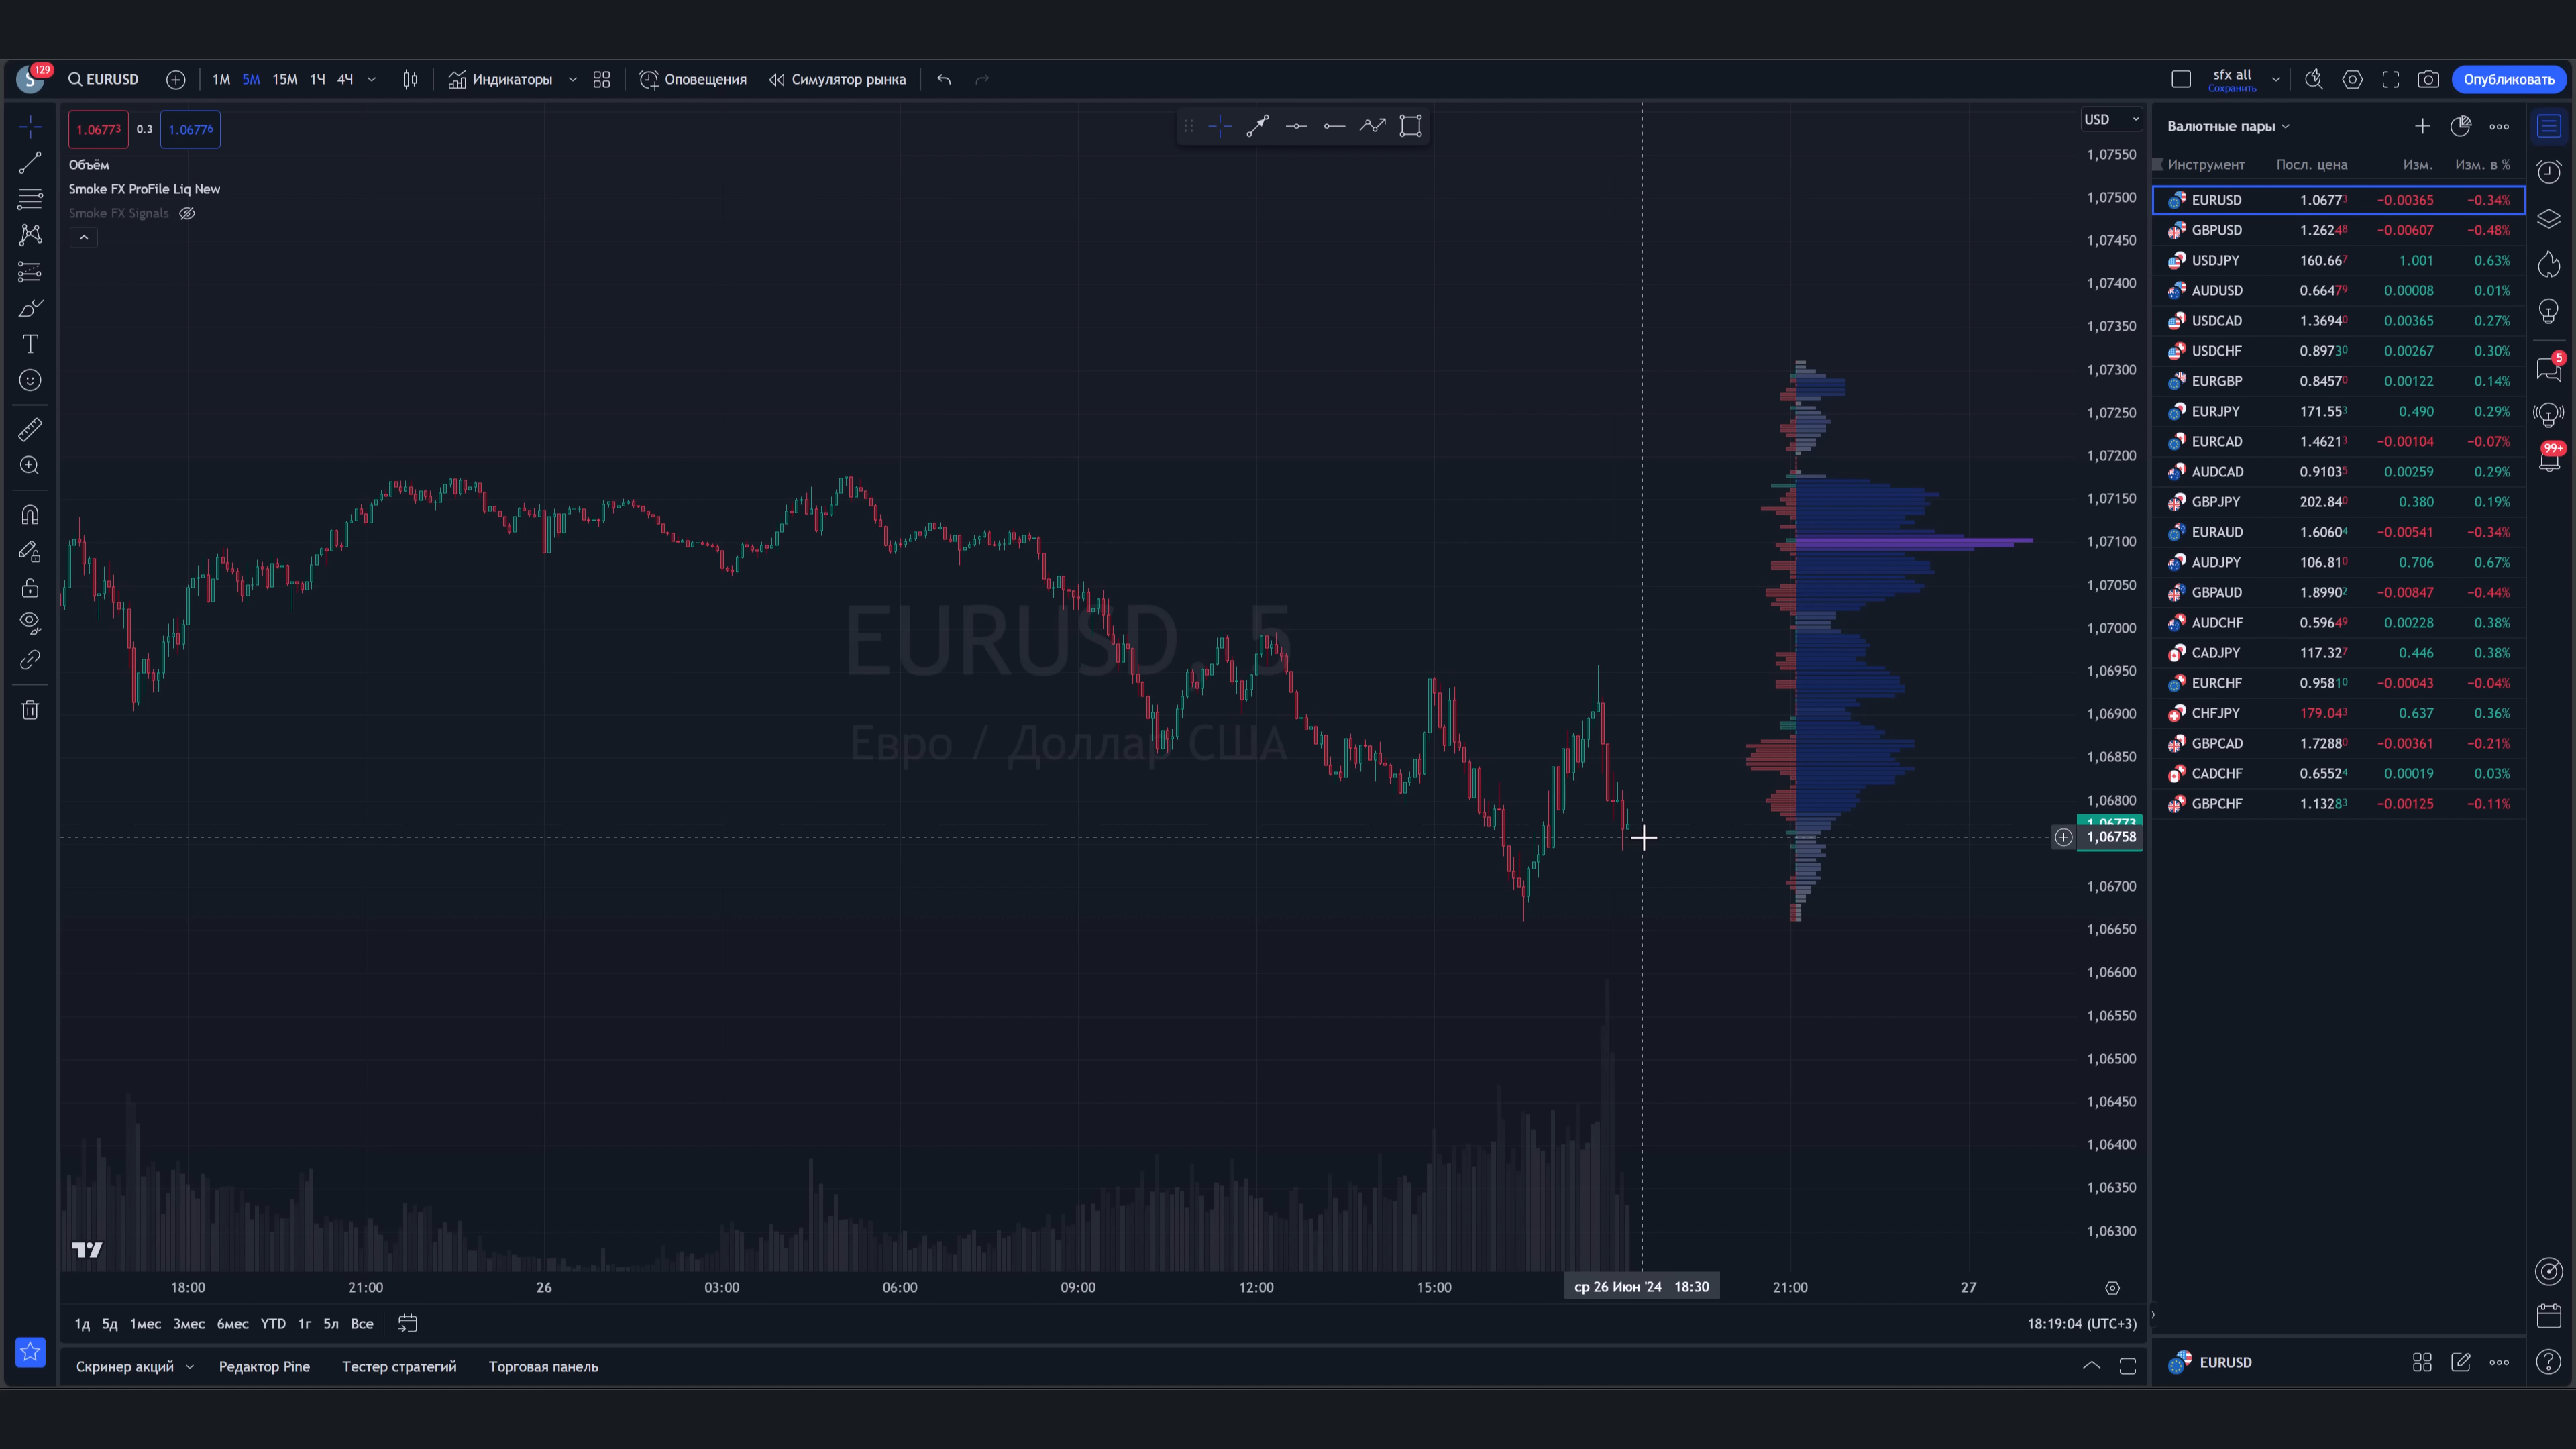 S 129 EURUSD 1М 5М 15М 1Ч 4Ч Индикаторы Оповещения Симулятор рынка sfx all Сохранить Опубликовать
1.06773 0.3 1.06776
Объём
Smoke FX ProFile Liq New
Smoke FX Signals
EURUSD, 5
Евро / Доллар США
USD
1,07550
1,07500
1,07450
1,07400
1,07350
1,07300
1,07250
1,07200
1,07150
1,07100
1,07050
1,07000
1,06950
1,06900
1,06850
1,06800
1,06773
1,06758
1,06700
1,06650
1,06600
1,06550
1,06500
1,06450
1,06400
1,06350
1,06300
18:00 21:00 26 03:00 06:00 09:00 12:00 15:00 ср 26 Июн '24 18:30 21:00 27
1д 5д 1мес 3мес 6мес YTD 1г 5л Все 18:19:04 (UTC+3)
Скринер акций Редактор Pine Тестер стратегий Торговая панель
Валютные пары
Инструмент Посл. цена Изм. Изм. в %
EURUSD 1.06773 −0.00365 −0.34%
GBPUSD 1.26248 −0.00607 −0.48%
USDJPY 160.667 1.001 0.63%
AUDUSD 0.66479 0.00008 0.01%
USDCAD 1.36940 0.00365 0.27%
USDCHF 0.89730 0.00267 0.30%
EURGBP 0.84570 0.00122 0.14%
EURJPY 171.553 0.490 0.29%
EURCAD 1.46213 −0.00104 −0.07%
AUDCAD 0.91035 0.00259 0.29%
GBPJPY 202.840 0.380 0.19%
EURAUD 1.60604 −0.00541 −0.34%
AUDJPY 106.810 0.706 0.67%
GBPAUD 1.89902 −0.00847 −0.44%
AUDCHF 0.59649 0.00228 0.38%
CADJPY 117.327 0.446 0.38%
EURCHF 0.95810 −0.00043 −0.04%
CHFJPY 179.043 0.637 0.36%
GBPCAD 1.72880 −0.00361 −0.21%
CADCHF 0.65524 0.00019 0.03%
GBPCHF 1.13283 −0.00125 −0.11%
EURUSD
5
99+